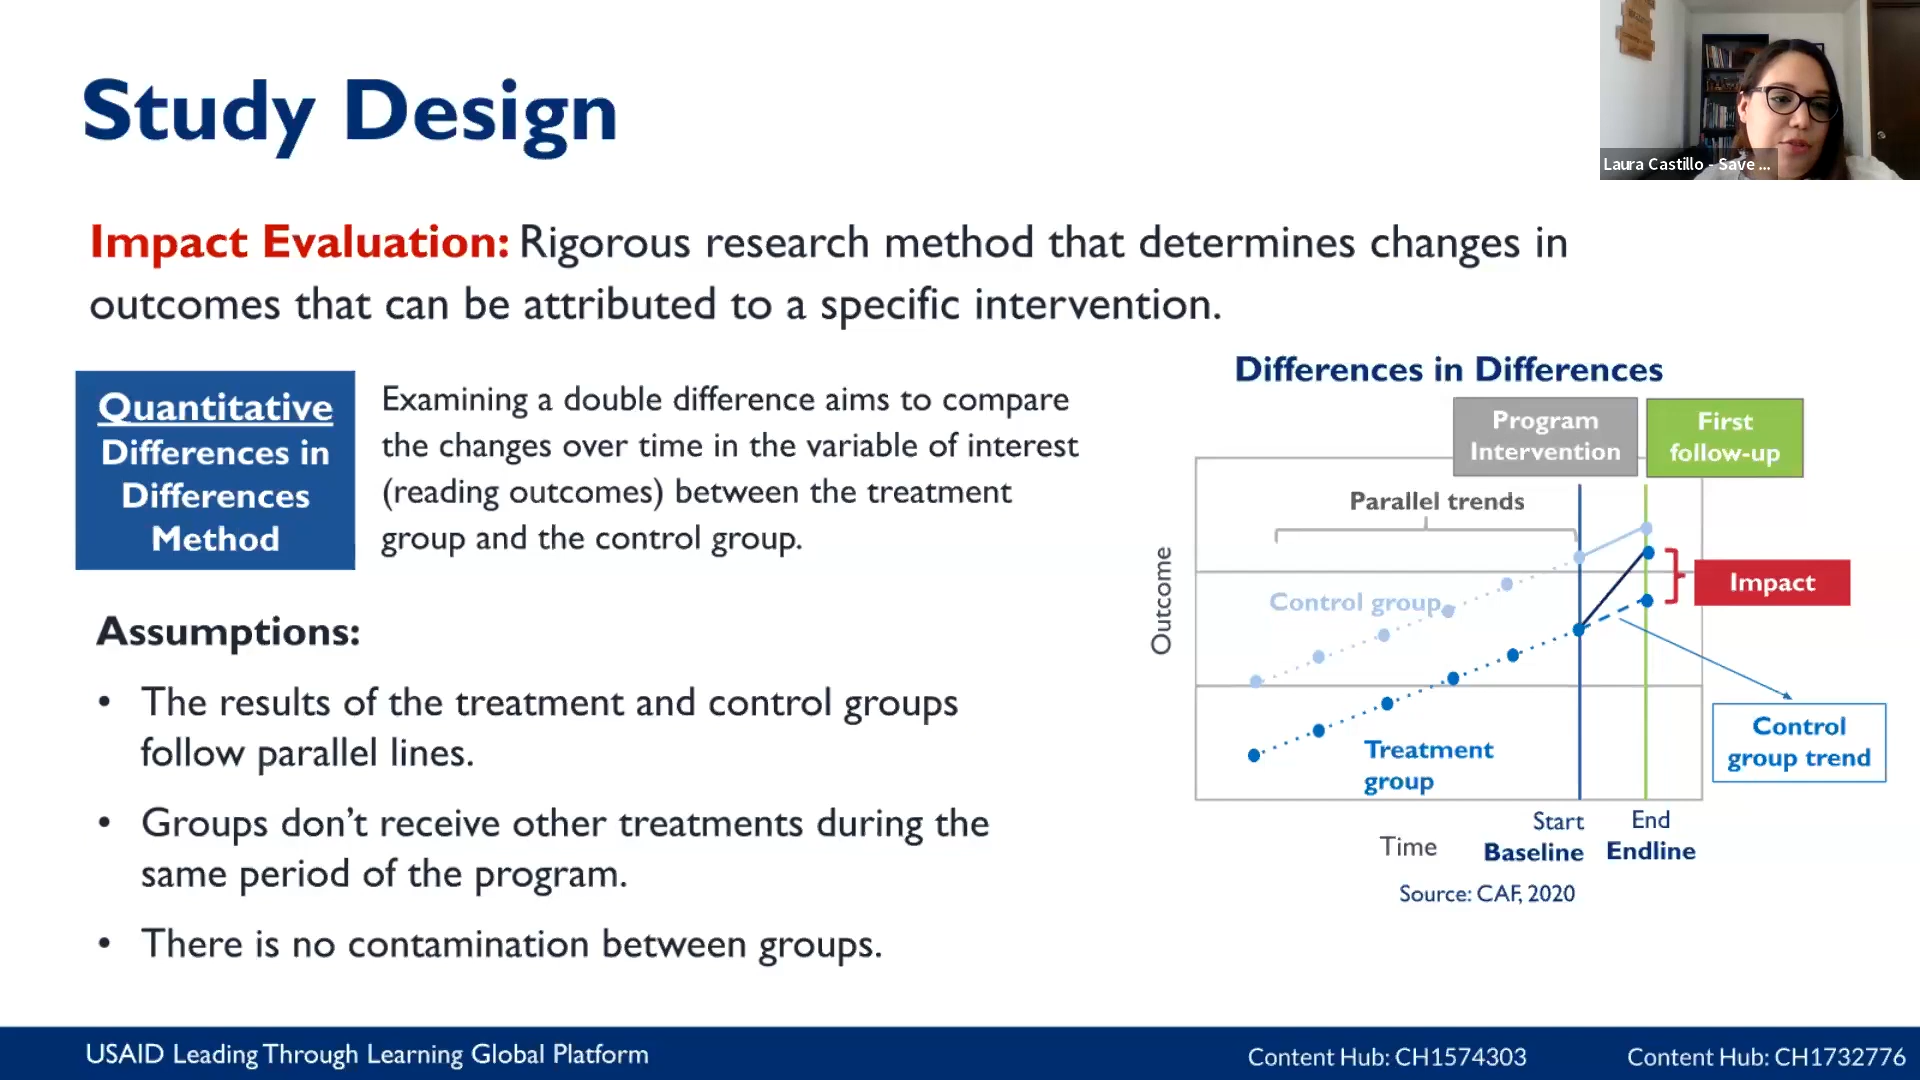 Study Design
Laura Castillo - Save ...
Impact Evaluation: Rigorous research method that determines changes in
outcomes that can be attributed to a specific intervention.
Quantitative
Differences in
Differences
Method
Examining a double difference aims to compare
the changes over time in the variable of interest
(reading outcomes) between the treatment
group and the control group.
Assumptions:
• The results of the treatment and control groups
follow parallel lines.
• Groups don’t receive other treatments during the
same period of the program.
• There is no contamination between groups.
Differences in Differences
Program
Intervention
First
follow-up
Parallel trends
Outcome
Control group
Impact
Treatment
group
Control
group trend
Start
Baseline
End
Endline
Time
Source: CAF, 2020
USAID Leading Through Learning Global Platform
Content Hub: CH1574303
Content Hub: CH1732776